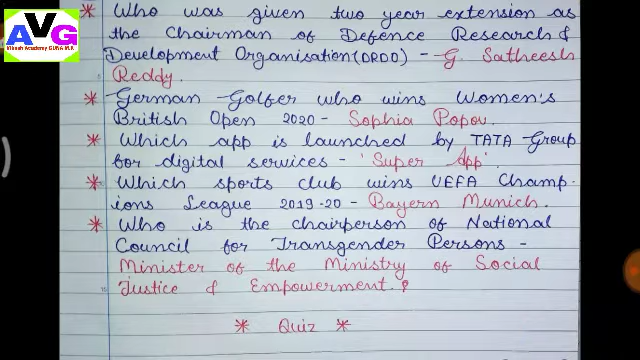 AVG
Vikash Academy GUNA M.P.
* Who was given two year extension as
the Chairman of Defence Research &
Development Organisation (DRDO) - G. Satheesh
Reddy.
* German Golfer who wins Women's
British Open 2020 - Sophia Popov.
* Which app is launched by TATA Group
for digital services - 'Super App'.
* Which sports club wins UEFA Champ-
ions League 2019-20 - Bayern Munich.
* Who is the chairperson of National
Council for Transgender Persons -
Minister of the Ministry of Social
Justice & Empowerment.
* Quiz *